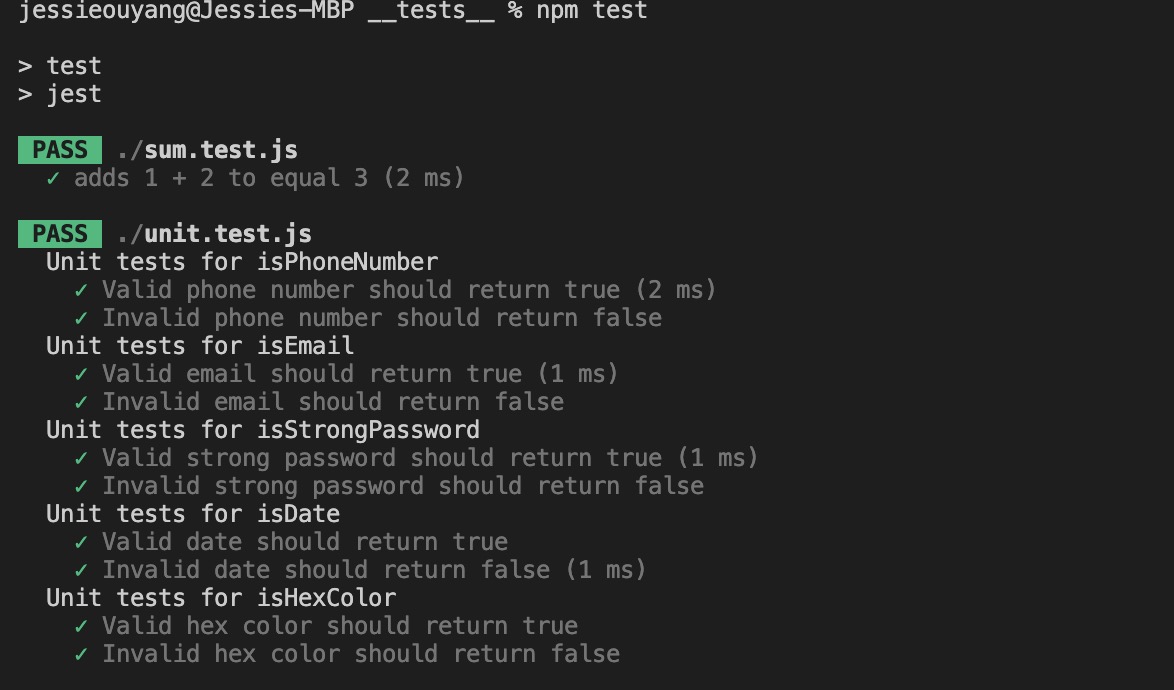 jessieouyang@Jessies-MBP __tests__ % npm test
> test
> jest
PASS ./sum.test.js
✓ adds 1 + 2 to equal 3 (2 ms)
PASS ./unit.test.js
Unit tests for isPhoneNumber
✓ Valid phone number should return true (2 ms)
✓ Invalid phone number should return false
Unit tests for isEmail
✓ Valid email should return true (1 ms)
✓ Invalid email should return false
Unit tests for isStrongPassword
✓ Valid strong password should return true (1 ms)
✓ Invalid strong password should return false
Unit tests for isDate
✓ Valid date should return true
✓ Invalid date should return false (1 ms)
Unit tests for isHexColor
✓ Valid hex color should return true
✓ Invalid hex color should return false